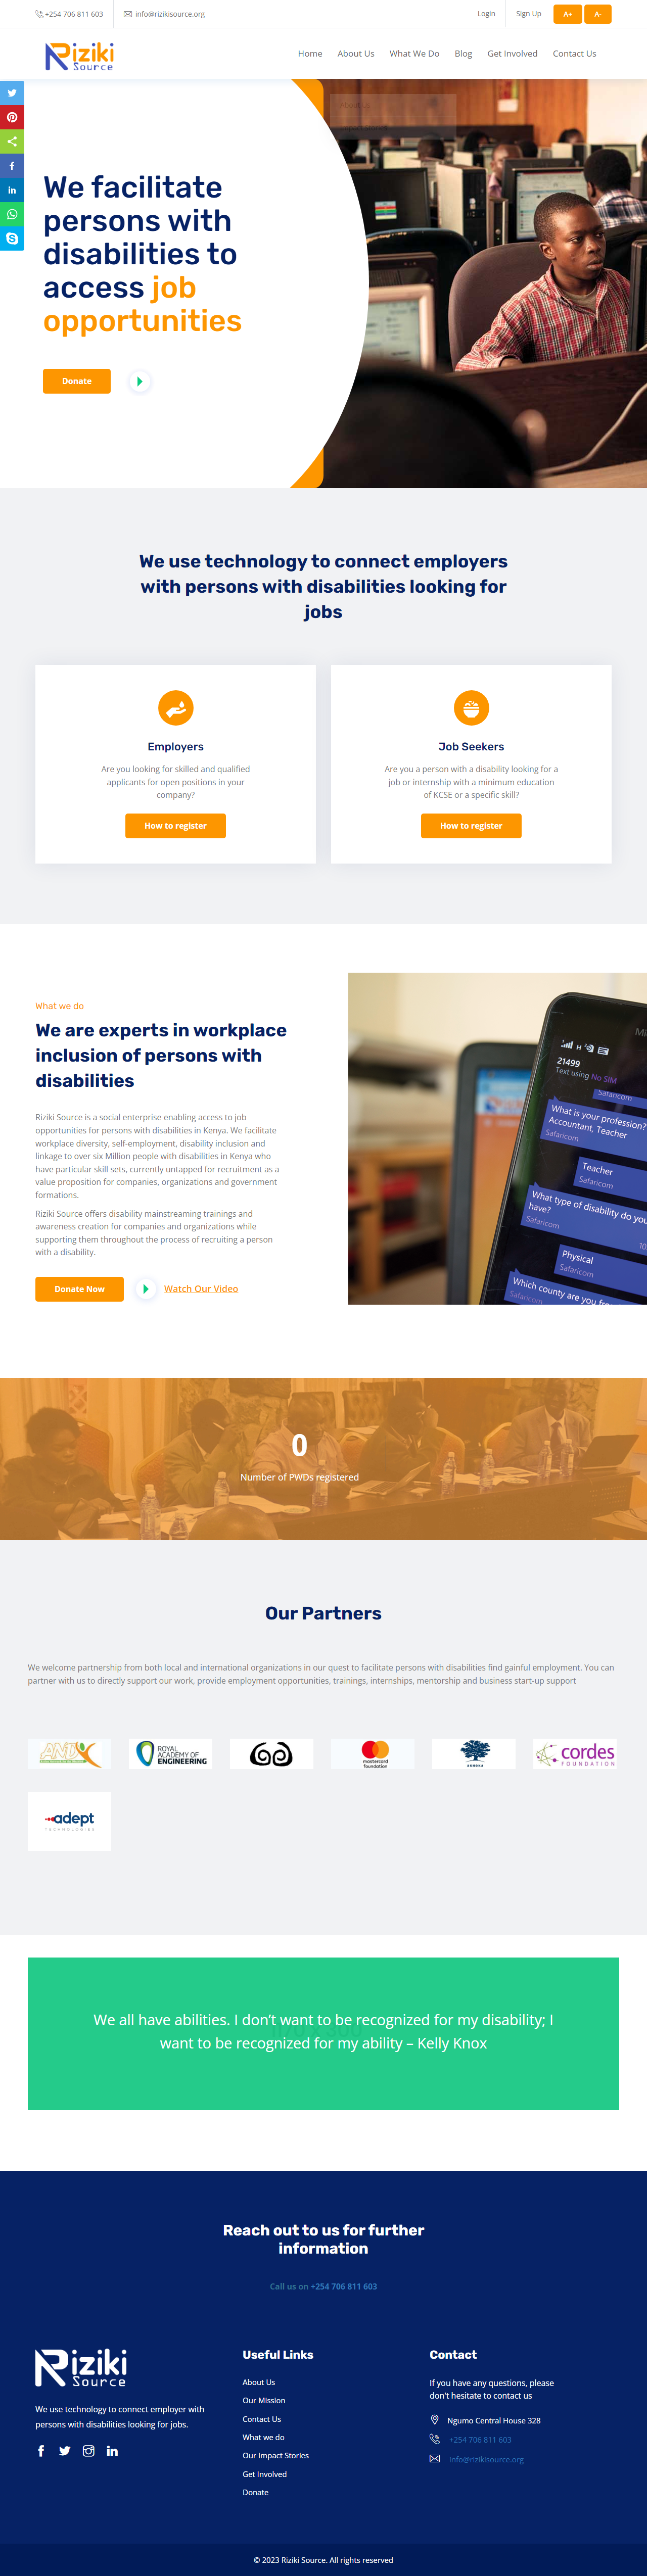 +254 706 811 603
info@rizikisource.org
Login
Sign Up
A+
A-
Riziki
Source
Home
About Us
What We Do
Blog
Get Involved
Contact Us
We facilitate
persons with
disabilities to
access job
opportunities
Donate
We use technology to connect employers
with persons with disabilities looking for
jobs
Employers
Are you looking for skilled and qualified
applicants for open positions in your
company?
How to register
Job Seekers
Are you a person with a disability looking for a
job or internship with a minimum education
of KCSE or a specific skill?
How to register
What we do
We are experts in workplace
inclusion of persons with
disabilities
Riziki Source is a social enterprise enabling access to job
opportunities for persons with disabilities in Kenya. We facilitate
workplace diversity, self-employment, disability inclusion and
linkage to over six Million people with disabilities in Kenya who
have particular skill sets, currently untapped for recruitment as a
value proposition for companies, organizations and government
formations.
Riziki Source offers disability mainstreaming trainings and
awareness creation for companies and organizations while
supporting them throughout the process of recruiting a person
with a disability.
Donate Now
Watch Our Video
H
21499
Text using No SIM
Safaricom
What is your profession?
Accountant, Teacher
Safaricom
Teacher
Safaricom
What type of disability do you
have?
Safaricom
Physical
Safaricom
Which county are you
Safaricom
0
Number of PWDs registered
Our Partners
We welcome partnership from both local and international organizations in our quest to facilitate persons with disabilities find gainful employment. You can
partner with us to directly support our work, provide employment opportunities, trainings, internships, mentorship and business start-up support
ROYAL
ACADEMY OF
ENGINEERING
mastercard
foundation
cordes
FOUNDATION
adept
TECHNOLOGIES
We all have abilities. I don’t want to be recognized for my disability; I
want to be recognized for my ability – Kelly Knox
Reach out to us for further
information
Call us on +254 706 811 603
Riziki
Source
We use technology to connect employer with
persons with disabilities looking for jobs.
Useful Links
About Us
Our Mission
Contact Us
What we do
Our Impact Stories
Get Involved
Donate
Contact
If you have any questions, please
don't hesitate to contact us
Ngumo Central House 328
+254 706 811 603
info@rizikisource.org
© 2023 Riziki Source. All rights reserved